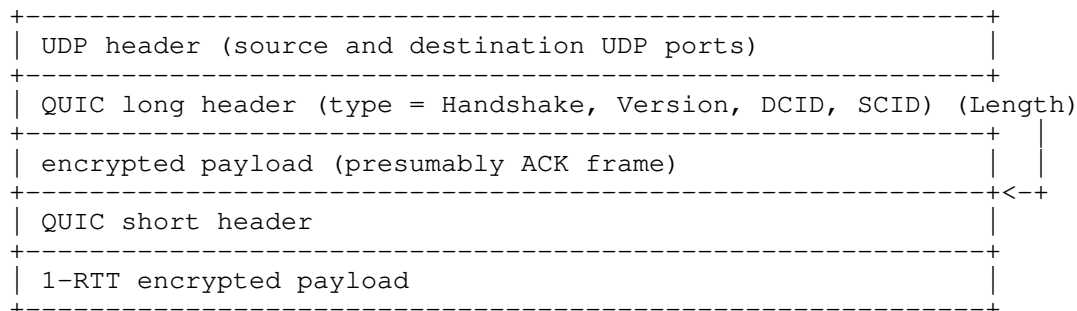 +------------------------------------------------------------+
| UDP header (source and destination UDP ports)              |
+------------------------------------------------------------+
| QUIC long header (type = Handshake, Version, DCID, SCID) (Length)
+------------------------------------------------------------+  |
| encrypted payload (presumably ACK frame)                   |  |
+------------------------------------------------------------+<-+
| QUIC short header                                          |
+------------------------------------------------------------+
| 1-RTT encrypted payload                                    |
+------------------------------------------------------------+